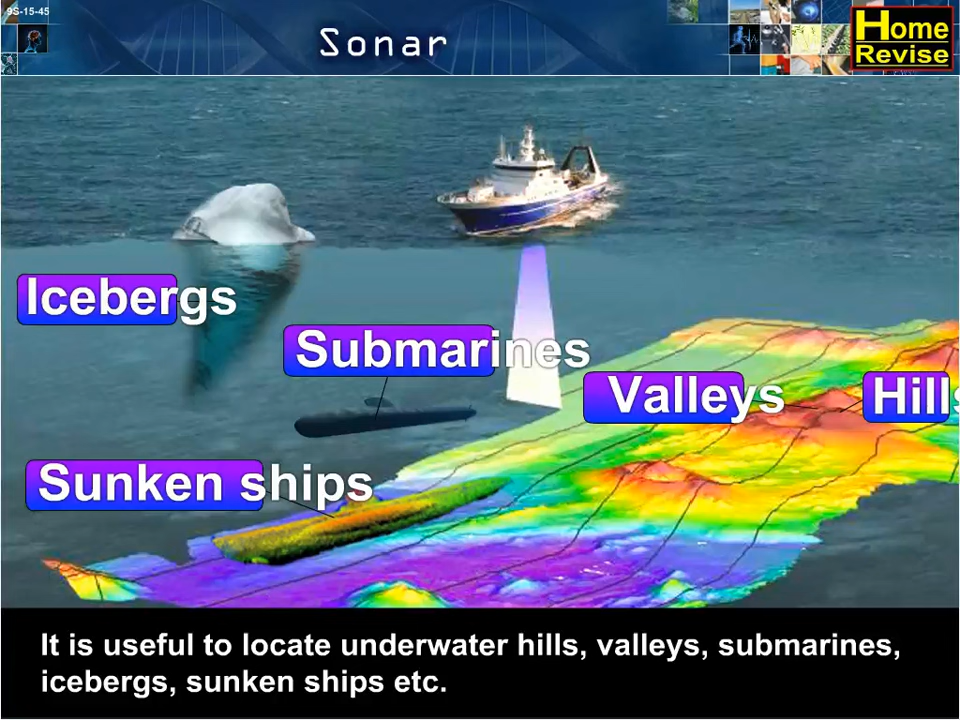 9S-15-45
Sonar
Home
Revise
Icebergs
Submarines
Valleys
Hills
Sunken ships
It is useful to locate underwater hills, valleys, submarines,
icebergs, sunken ships etc.